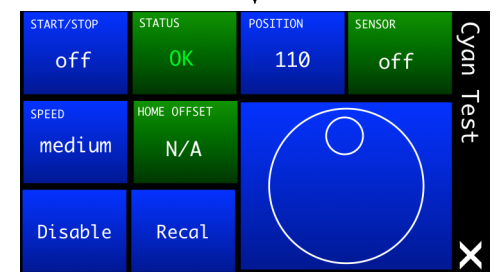 START/STOP
off
STATUS
OK
POSITION
110
SENSOR
off
Cyan Test
SPEED
medium
HOME OFFSET
N/A
Disable
Recal
X